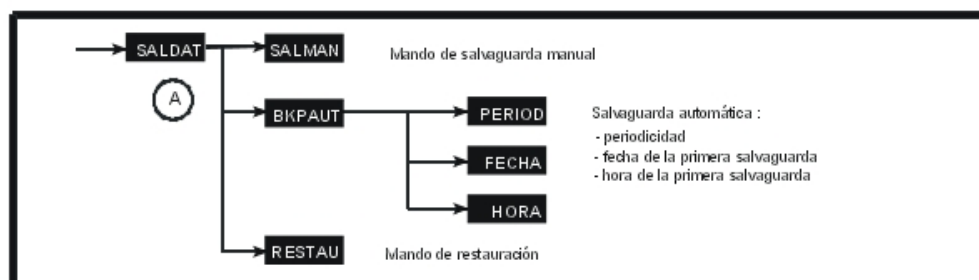 SALDAT
SALMAN
Mando de salvaguarda manual
A
BKPAUT
PERIOD
Salvaguarda automática :
- periodicidad
- fecha de la primera salvaguarda
- hora de la primera salvaguarda
FECHA
HORA
RESTAU
Mando de restauración